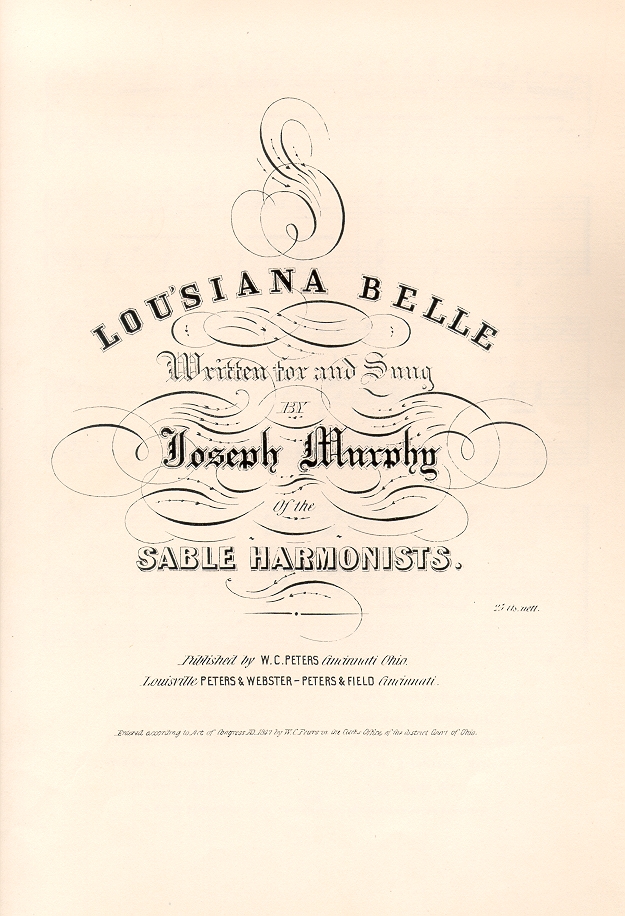 LOU'SIANA BELLE
Written for and Sung
BY
Joseph Murphy
Of the
SABLE HARMONISTS.
25 cts. nett.
Published by W. C. PETERS Cincinnati Ohio.
Louisville PETERS & WEBSTER – PETERS & FIELD Cincinnati.
Entered according to Act of Congress AD. 1847 by W. C. Peters in the Clerks Office, of the District Court of Ohio.